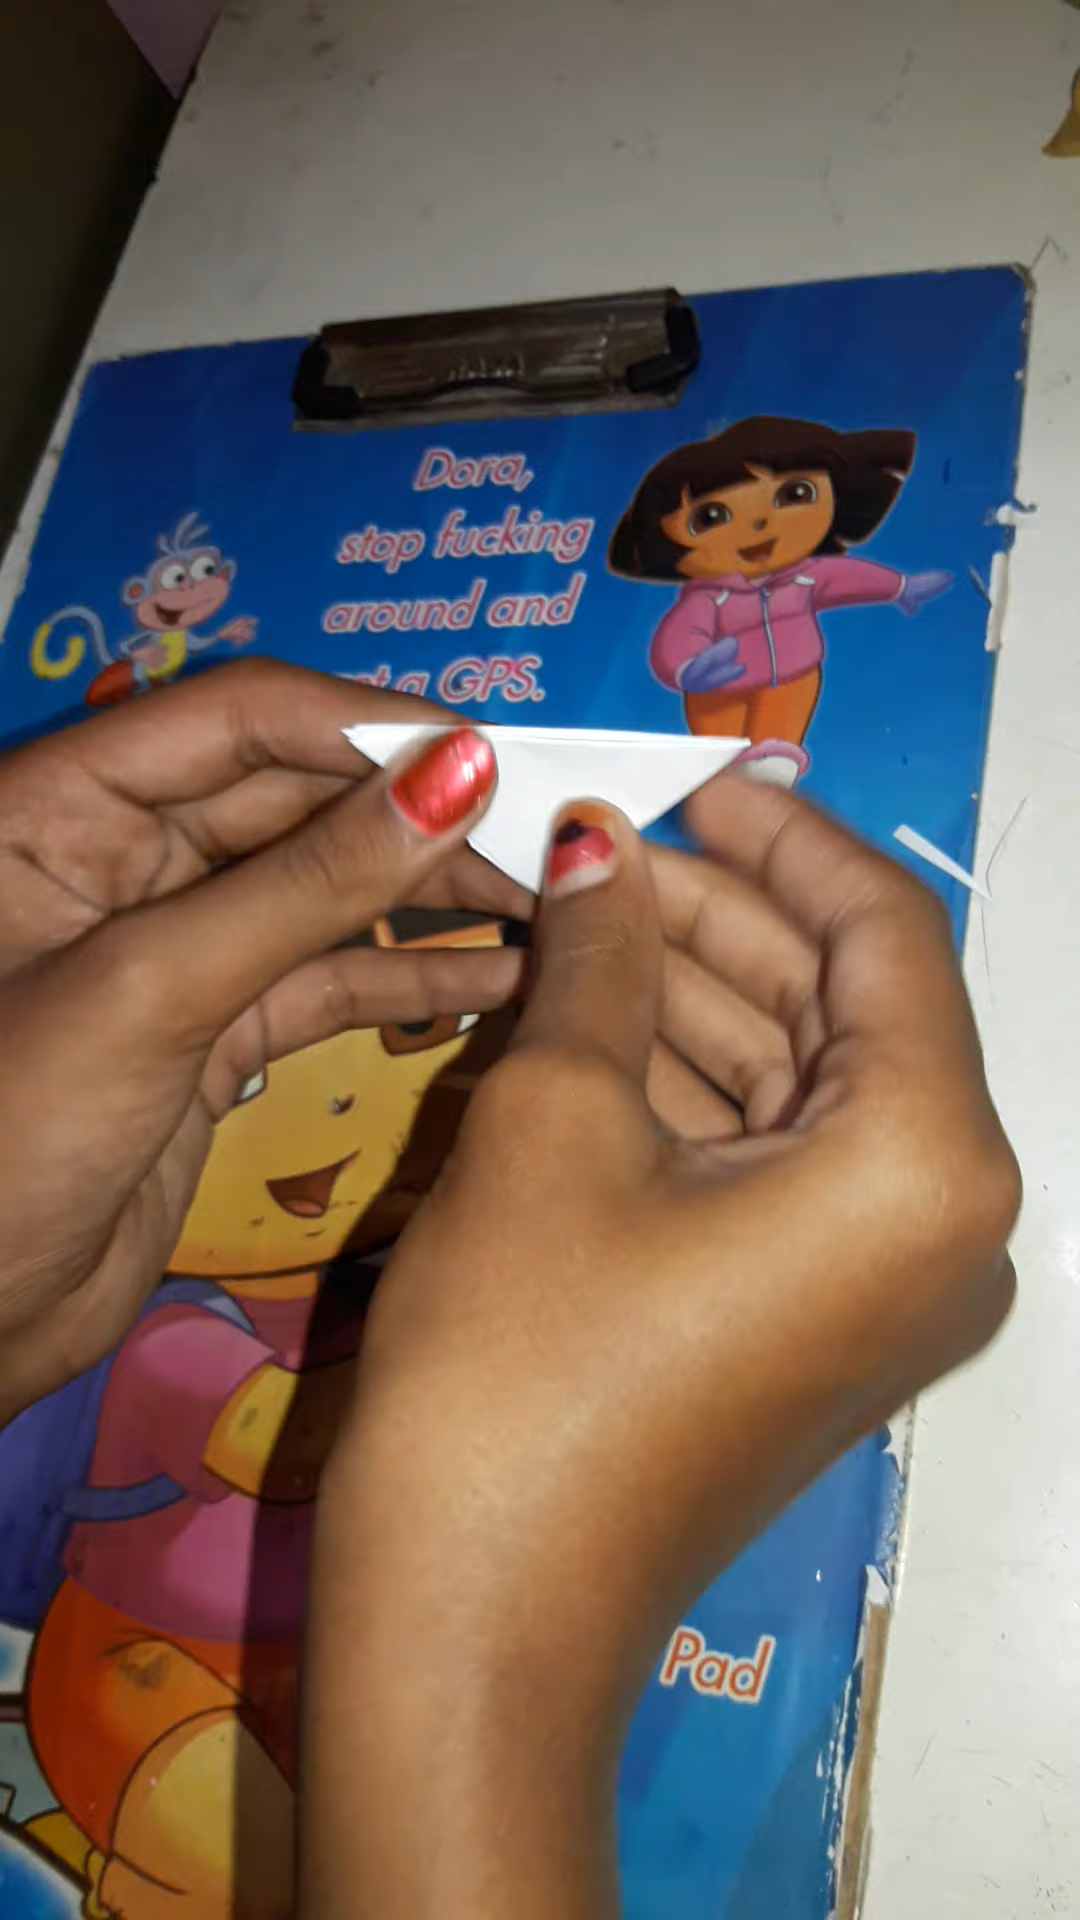 Dora,
stop fucking
around and
a GPS.
Pad